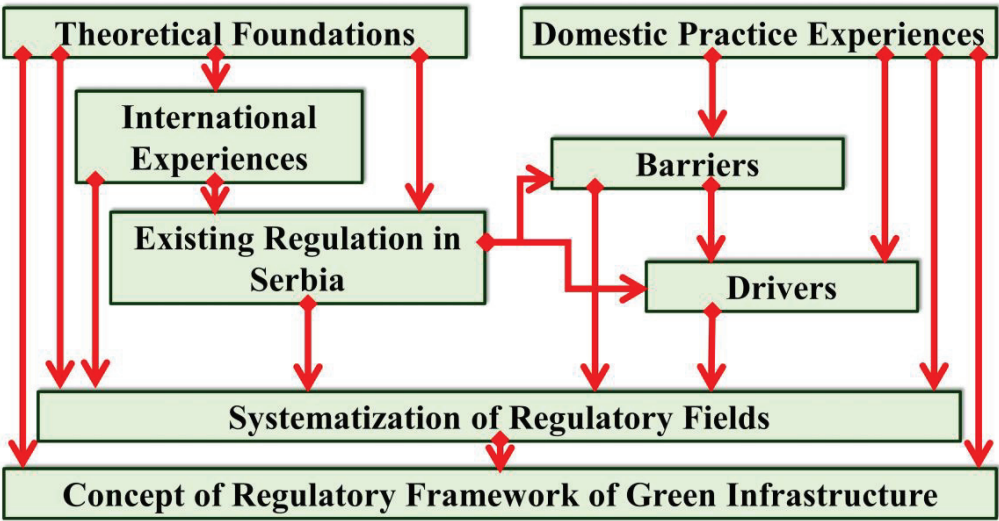 Theoretical Foundations
Domestic Practice Experiences
International
Experiences
Barriers
Existing Regulation in
Serbia
Drivers
Systematization of Regulatory Fields
Concept of Regulatory Framework of Green Infrastructure